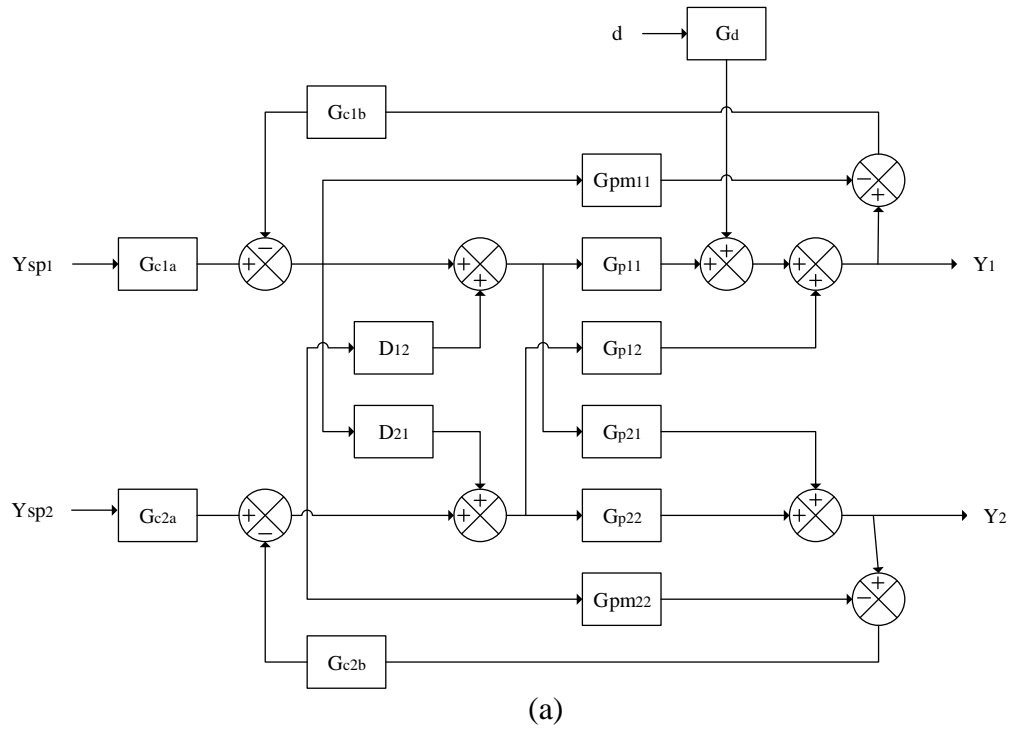 d
Gd
Gc1b
Gpm11
Ysp1
Gc1a
Gp11
Y1
D12
Gp12
D21
Gp21
Ysp2
Gc2a
Gp22
Y2
Gpm22
Gc2b
(a)